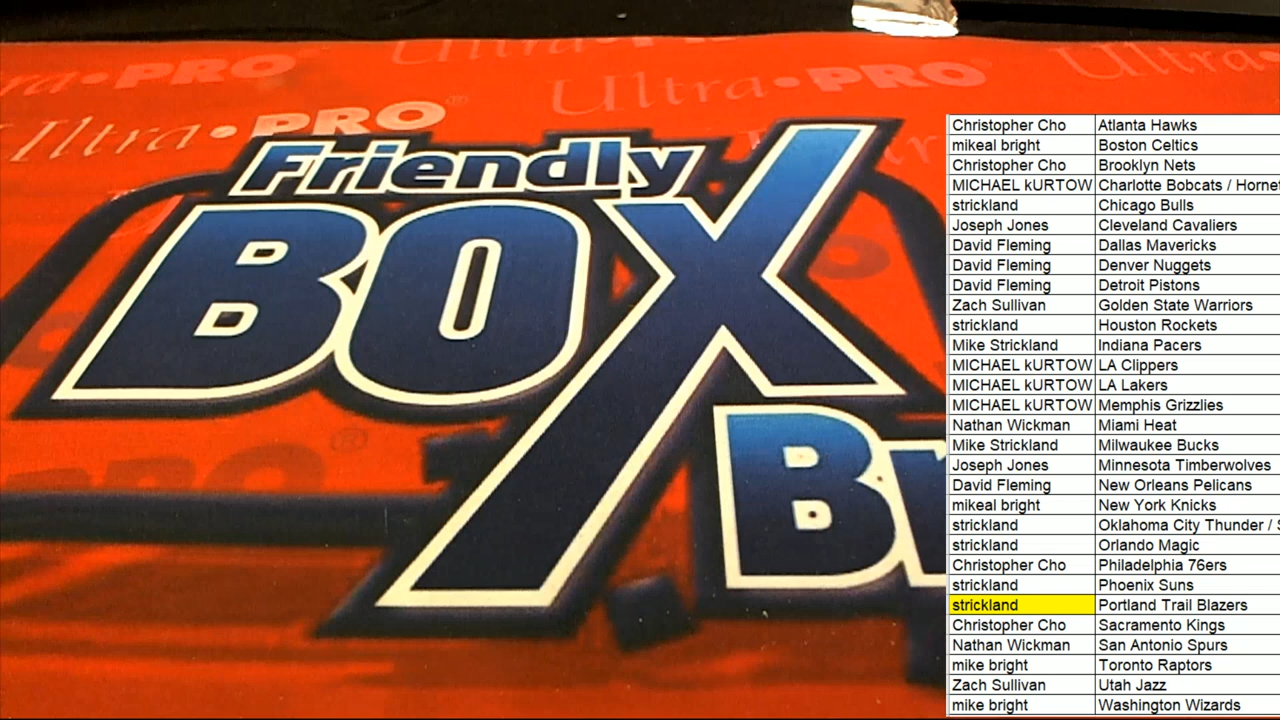 Ultra•PRO
Ultra•PRO
Ultra•PRO®
Ultra•PRO®
Ultra•
Friendly
BOX
PRO®
Christopher Cho Atlanta Hawks
mikeal bright Boston Celtics
Christopher Cho Brooklyn Nets
MICHAEL kURTOW Charlotte Bobcats / Hornet
strickland Chicago Bulls
Joseph Jones Cleveland Cavaliers
David Fleming Dallas Mavericks
David Fleming Denver Nuggets
David Fleming Detroit Pistons
Zach Sullivan Golden State Warriors
strickland Houston Rockets
Mike Strickland Indiana Pacers
MICHAEL kURTOW LA Clippers
MICHAEL kURTOW LA Lakers
MICHAEL kURTOW Memphis Grizzlies
Nathan Wickman Miami Heat
Mike Strickland Milwaukee Bucks
Joseph Jones Minnesota Timberwolves
David Fleming New Orleans Pelicans
mikeal bright New York Knicks
strickland Oklahoma City Thunder / S
strickland Orlando Magic
Christopher Cho Philadelphia 76ers
strickland Phoenix Suns
strickland Portland Trail Blazers
Christopher Cho Sacramento Kings
Nathan Wickman San Antonio Spurs
mike bright Toronto Raptors
Zach Sullivan Utah Jazz
mike bright Washington Wizards